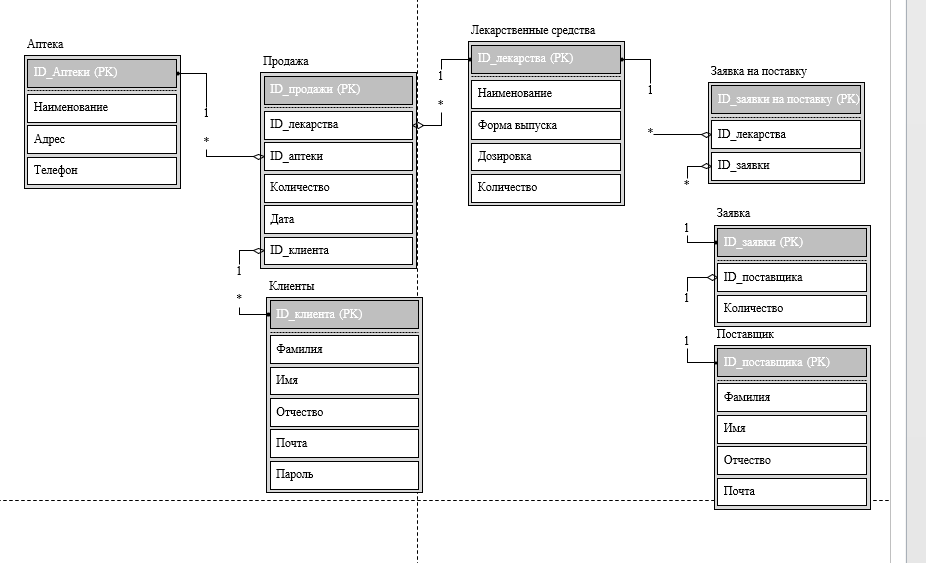 Аптека
ID_Аптеки (PK)
Наименование
Адрес
Телефон
1
*
Продажа
ID_продажи (PK)
ID_лекарства
ID_аптеки
Количество
Дата
ID_клиента
1
*
Клиенты
ID_клиента (PK)
Фамилия
Имя
Отчество
Почта
Пароль
1
*
Лекарственные средства
ID_лекарства (PK)
Наименование
Форма выпуска
Дозировка
Количество
1
*
Заявка на поставку
ID_заявки на поставку (PK)
ID_лекарства
ID_заявки
*
1
Заявка
ID_заявки (PK)
ID_поставщика
Количество
1
1
Поставщик
ID_поставщика (PK)
Фамилия
Имя
Отчество
Почта